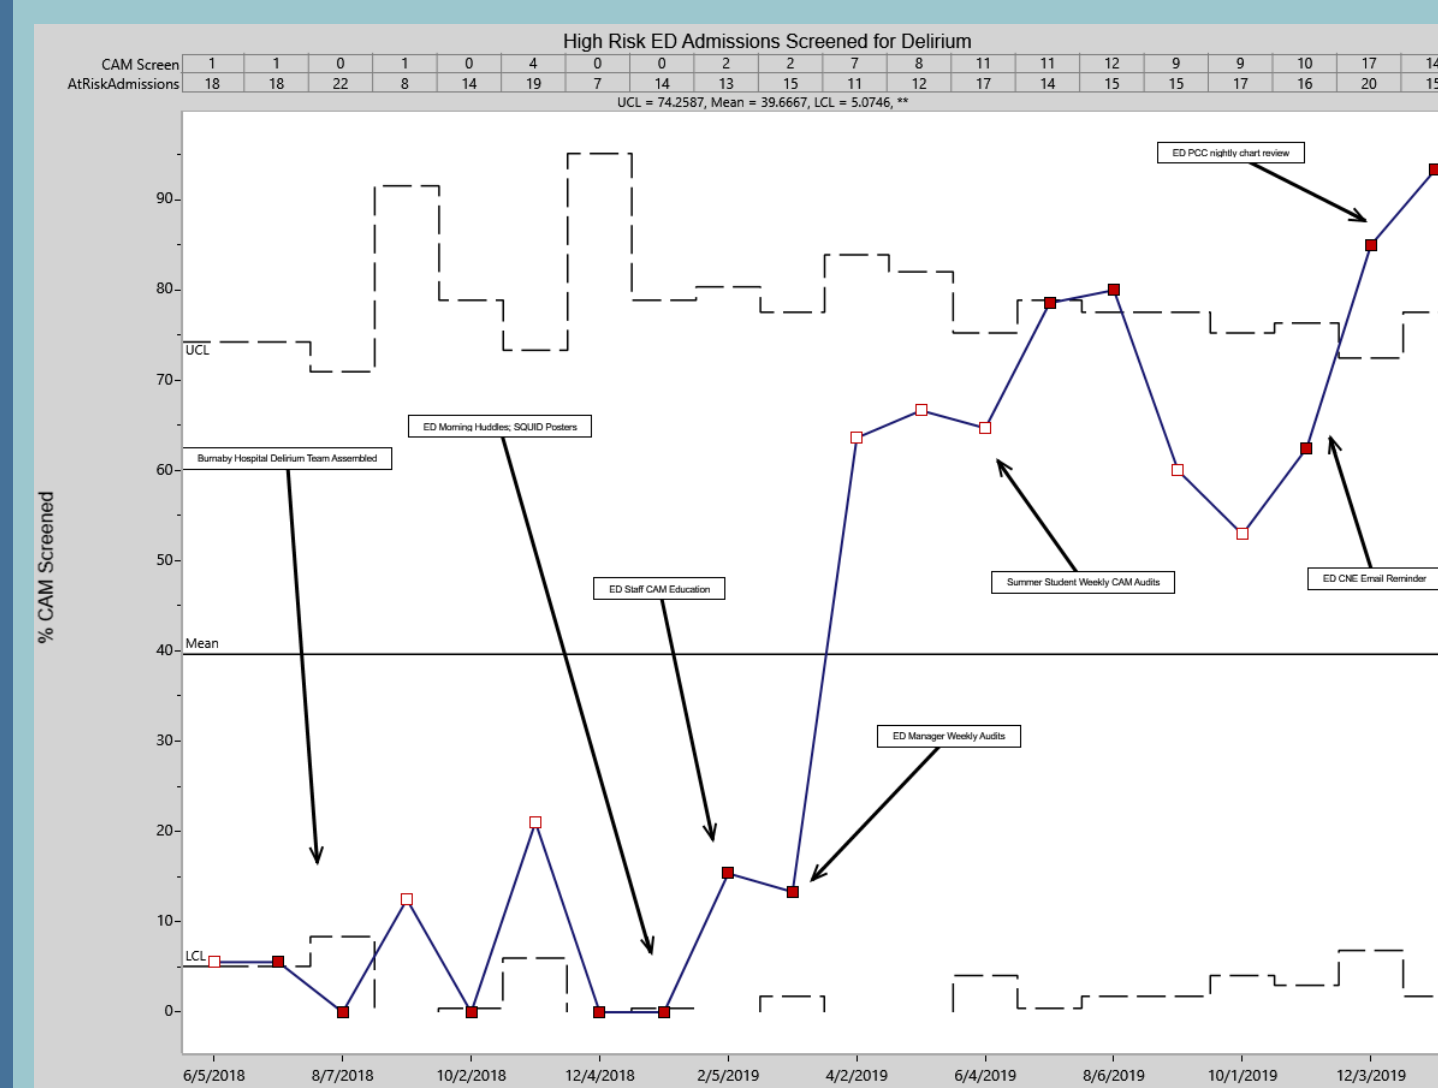 High Risk ED Admissions Screened for Delirium
CAM Screen 1 1 0 1 0 4 0 0 2 2 7 8 11 11 12 9 9 10 17 14
AtRiskAdmissions 18 18 22 8 14 19 7 14 13 15 11 12 17 14 15 15 17 16 20 15
UCL = 74.2587, Mean = 39.6667, LCL = 5.0746, **
ED PCC nightly chart review
90
80
UCL
70
ED Morning Huddles; SQUID Posters
Burnaby Hospital Delirium Team Assembled
60
% CAM Screened
50
ED Staff CAM Education
Summer Student Weekly CAM Audits
ED CNE Email Reminder
Mean
40
30
ED Manager Weekly Audits
20
10
LCL
0
6/5/2018 8/7/2018 10/2/2018 12/4/2018 2/5/2019 4/2/2019 6/4/2019 8/6/2019 10/1/2019 12/3/2019